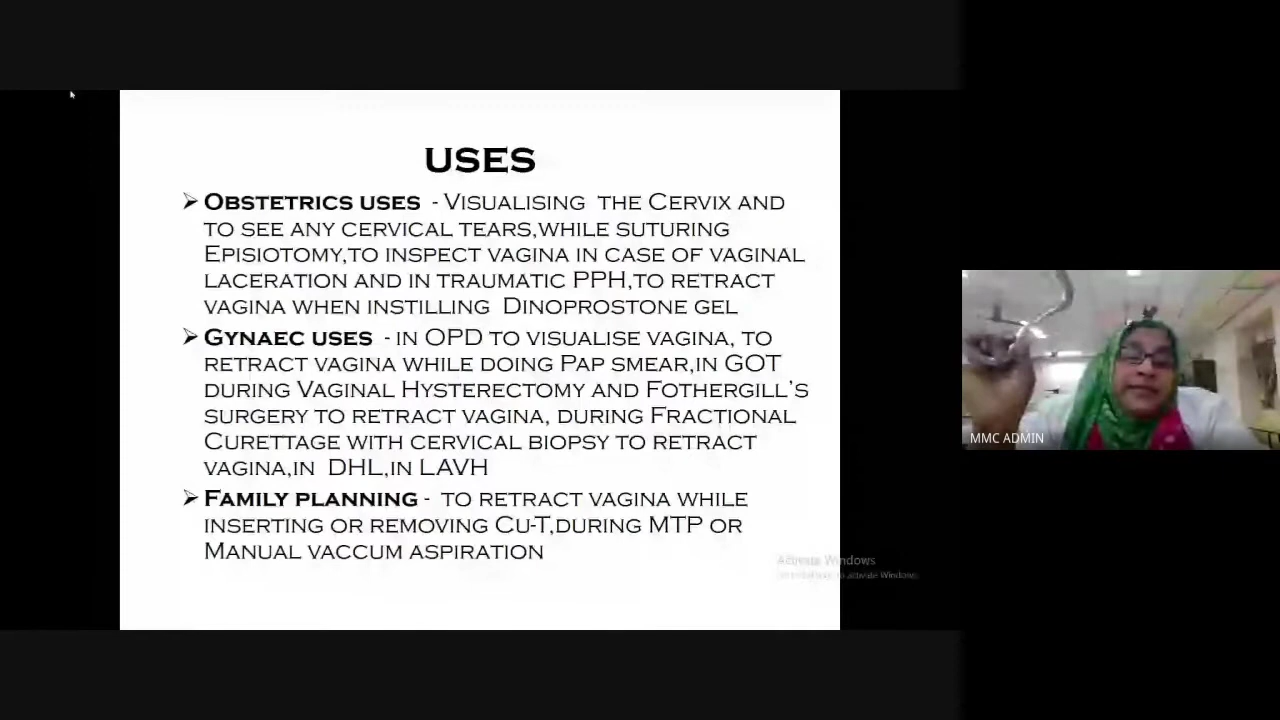 USES
➢ OBSTETRICS USES - VISUALISING THE CERVIX AND
TO SEE ANY CERVICAL TEARS,WHILE SUTURING
EPISIOTOMY,TO INSPECT VAGINA IN CASE OF VAGINAL
LACERATION AND IN TRAUMATIC PPH,TO RETRACT
VAGINA WHEN INSTILLING DINOPROSTONE GEL
➢ GYNAEC USES - IN OPD TO VISUALISE VAGINA, TO
RETRACT VAGINA WHILE DOING PAP SMEAR,IN GOT
DURING VAGINAL HYSTERECTOMY AND FOTHERGILL'S
SURGERY TO RETRACT VAGINA, DURING FRACTIONAL
CURETTAGE WITH CERVICAL BIOPSY TO RETRACT
VAGINA,IN DHL,IN LAVH
➢ FAMILY PLANNING - TO RETRACT VAGINA WHILE
INSERTING OR REMOVING CU-T,DURING MTP OR
MANUAL VACCUM ASPIRATION
Activate Windows
to activate Windows.
MMC ADMIN